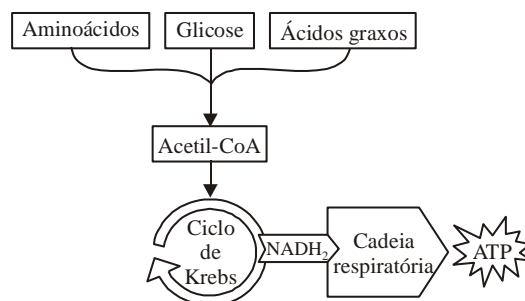 Aminoácidos
Glicose
Ácidos graxos
Acetil-CoA
Ciclo
de
Krebs
NADH₂
Cadeia
respiratória
ATP